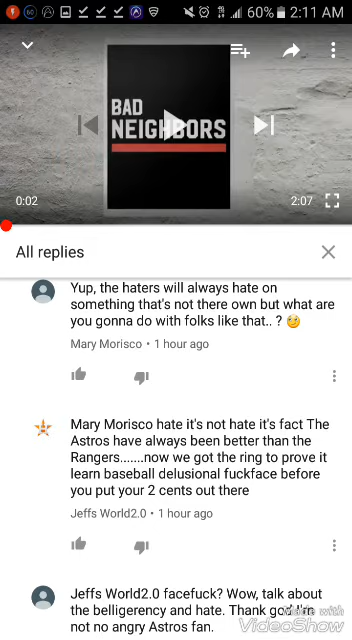 60
60% 2:11 AM
BAD
NEIGHBORS
0:02
2:07
All replies
Yup, the haters will always hate on
something that's not there own but what are
you gonna do with folks like that.. ? 🧐
Mary Morisco • 1 hour ago
Mary Morisco hate it's not hate it's fact The
Astros have always been better than the
Rangers.......now we got the ring to prove it
learn baseball delusional fuckface before
you put your 2 cents out there
Jeffs World2.0 • 1 hour ago
Jeffs World2.0 facefuck? Wow, talk about
the belligerency and hate. Thank god I'm
not no angry Astros fan.
Made with
VideoShow